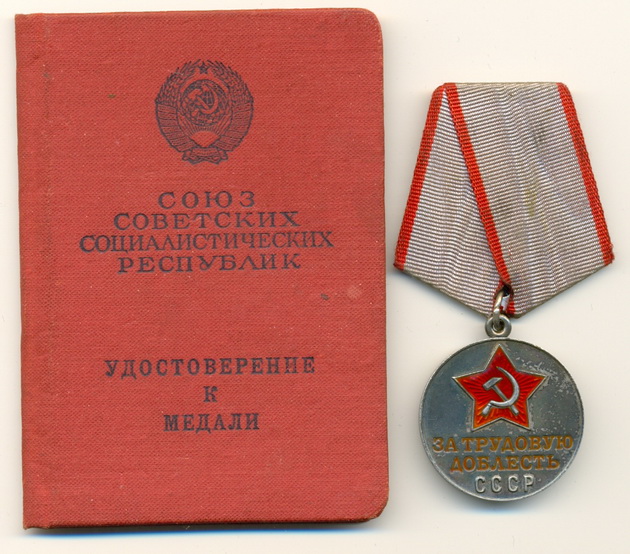 СОЮЗ
СОВЕТСКИХ
СОЦИАЛИСТИЧЕСКИХ
РЕСПУБЛИК
УДОСТОВЕРЕНИЕ
К
МЕДАЛИ
ЗА ТРУДОВУЮ
ДОБЛЕСТЬ
СССР